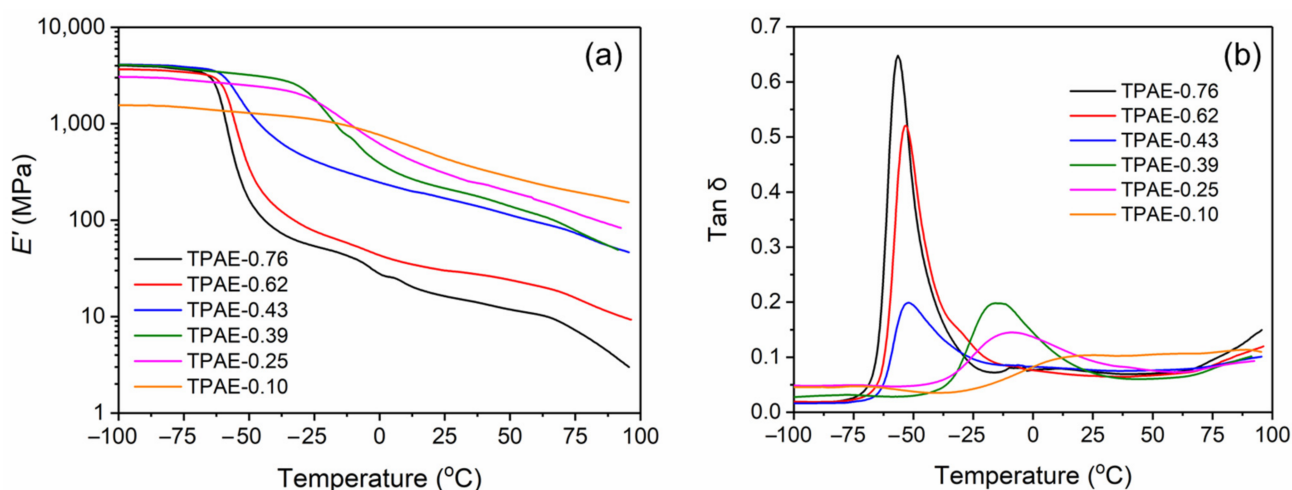 (a)
10,000
1,000
100
10
1
E′ (MPa)
TPAE-0.76
TPAE-0.62
TPAE-0.43
TPAE-0.39
TPAE-0.25
TPAE-0.10
−100 −75 −50 −25 0 25 50 75 100
Temperature (°C)
(b)
0.7
0.6
0.5
0.4
0.3
0.2
0.1
0.0
Tan δ
TPAE-0.76
TPAE-0.62
TPAE-0.43
TPAE-0.39
TPAE-0.25
TPAE-0.10
−100 −75 −50 −25 0 25 50 75 100
Temperature (°C)